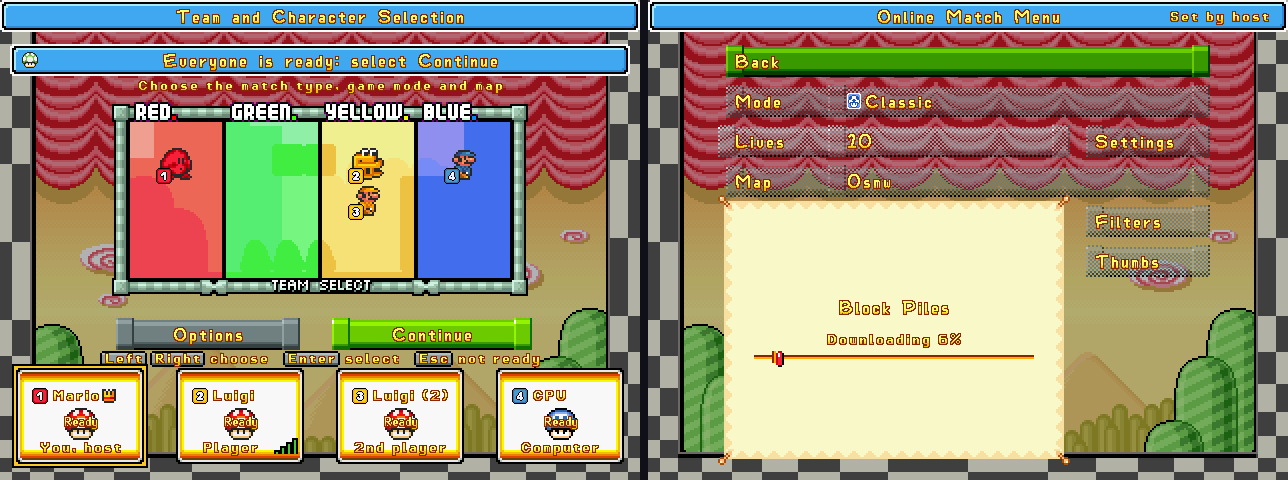 Team and Character Selection
Everyone is ready: select Continue
Choose the match type, game mode and map
RED. GREEN. YELLOW. BLUE.
1
2
3
4
TEAM SELECT
Options Continue
Left Right choose Enter select Esc not ready
1 Mario
Ready
You, host
2 Luigi
Ready
Player
3 Luigi (2)
Ready
2nd player
4 CPU
Ready
Computer
Online Match Menu Set by host
Back
Mode Classic
Lives 20 Settings
Map Osmw
Filters
Thumbs
Block Piles
Downloading 6%